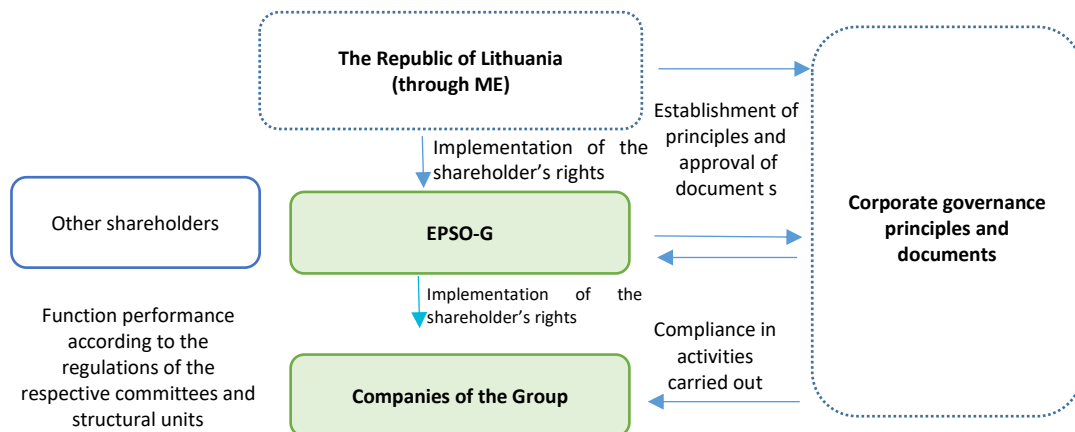 The Republic of Lithuania
(through ME)
Establishment of
principles and
approval of
document s
Implementation of the
shareholder's rights
Other shareholders
EPSO-G
Corporate governance
principles and
documents
Implementation of the
shareholder's rights
Function performance
according to the
regulations of the
respective committees and
structural units
Compliance in
activities
carried out
Companies of the Group